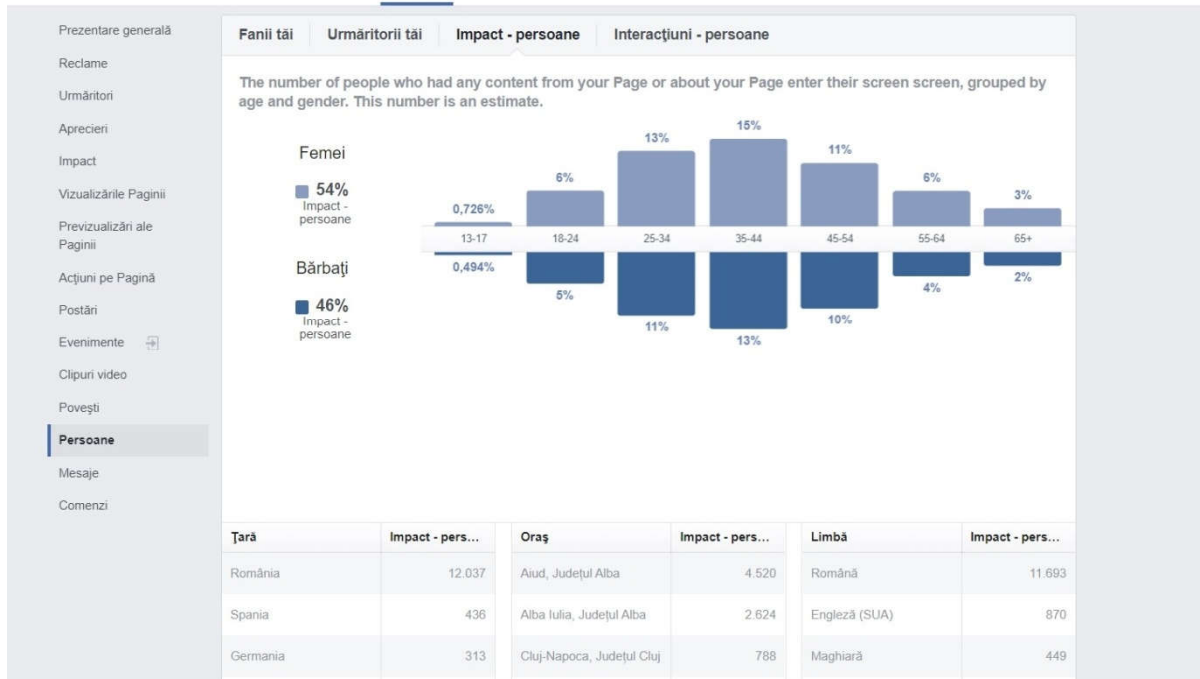 Prezentare generală
Reclame
Urmăritori
Aprecieri
Impact
Vizualizările Paginii
Previzualizări ale
Paginii
Acțiuni pe Pagină
Postări
Evenimente
Clipuri video
Povești
Persoane
Mesaje
Comenzi
Fanii tăi Urmăritorii tăi Impact - persoane Interacţiuni - persoane
The number of people who had any content from your Page or about your Page enter their screen screen, grouped by
age and gender. This number is an estimate.
Femei
54%
Impact -
persoane
0,726% 6% 13% 15% 11% 6% 3%
13-17 18-24 25-34 35-44 45-54 55-64 65+
Bărbaţi
46%
Impact -
persoane
0,494% 5% 11% 13% 10% 4% 2%
Ţară Impact - pers... Oraş Impact - pers... Limbă Impact - pers...
România 12.037 Aiud, Județul Alba 4.520 Română 11.693
Spania 436 Alba Iulia, Județul Alba 2.624 Engleză (SUA) 870
Germania 313 Cluj-Napoca, Județul Cluj 788 Maghiară 449